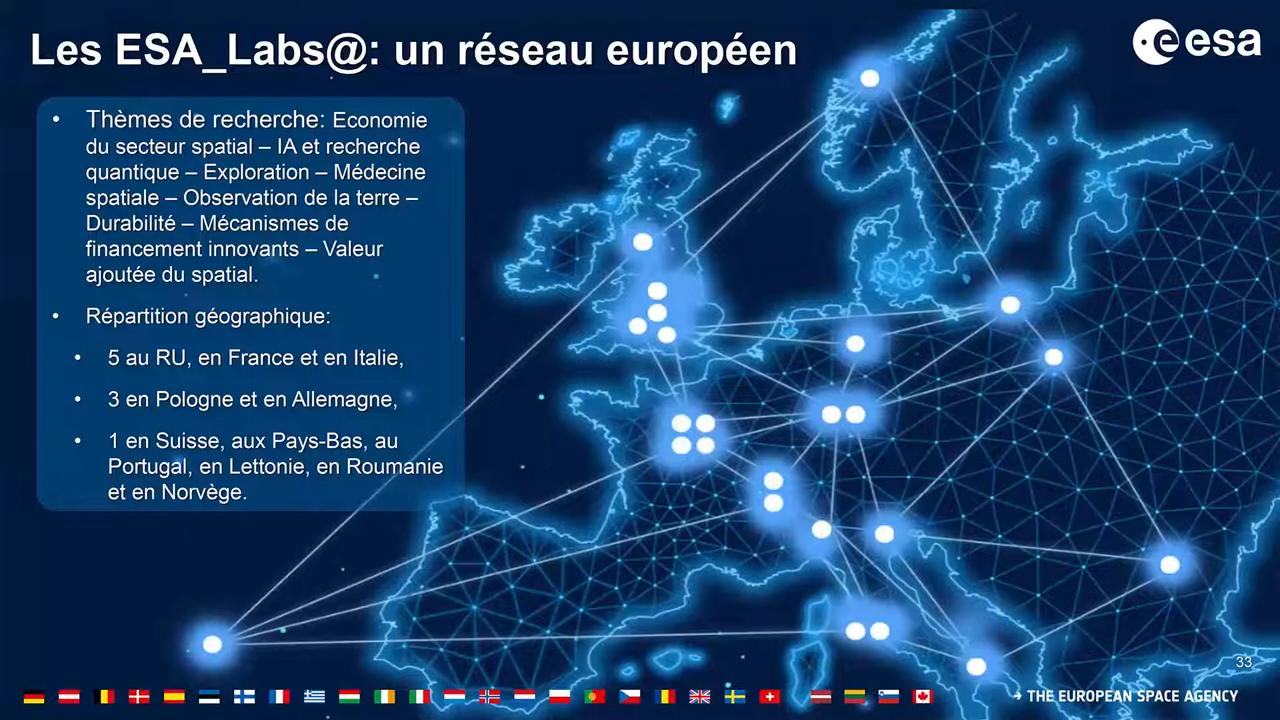 Les ESA_Labs@: un réseau européen
esa
• Thèmes de recherche: Economie
du secteur spatial – IA et recherche
quantique – Exploration – Médecine
spatiale – Observation de la terre –
Durabilité – Mécanismes de
financement innovants – Valeur
ajoutée du spatial.
• Répartition géographique:
• 5 au RU, en France et en Italie,
• 3 en Pologne et en Allemagne,
• 1 en Suisse, aux Pays-Bas, au
Portugal, en Lettonie, en Roumanie
et en Norvège.
33
→ THE EUROPEAN SPACE AGENCY